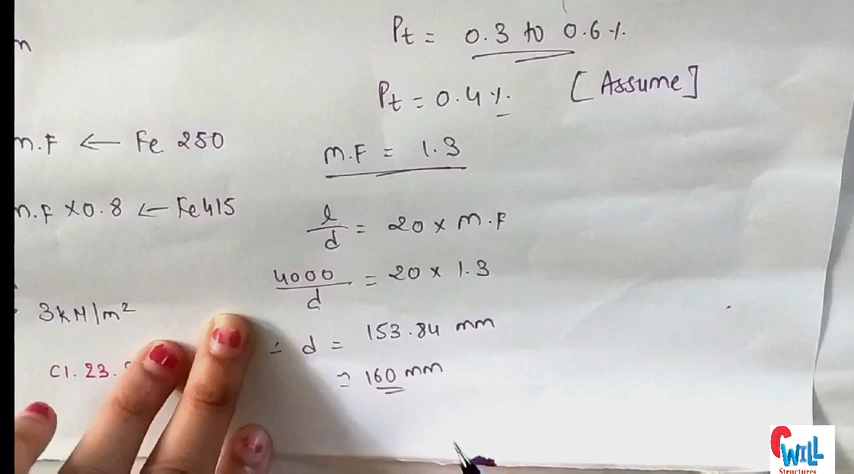 n
m.F ← Fe 250
m.F × 0.8 ← Fe415
3kN/m²
Cl. 23.
Pt = 0.3 to 0.6 %
Pt = 0.4 %. [Assume]
m.F = 1.3
l/d = 20 × m.F
4000/d = 20 × 1.3
∴ d = 153.84 mm
≃ 160 mm
CWILL
Structures